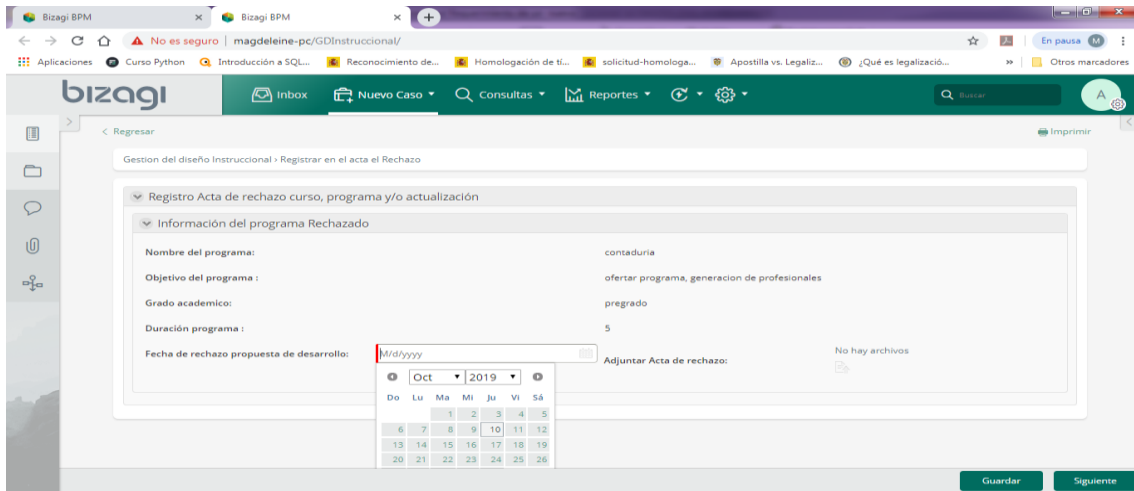 Bizagi BPM
Bizagi BPM
No es seguro | magdeleine-pc/GDInstruccional/
En pausa M
Aplicaciones Curso Python Introducción a SQL... Reconocimiento de... Homologación de tí... solicitud-homologa... Apostilla vs. Legaliz... ¿Qué es legalizació... » Otros marcadores
bizagi Inbox Nuevo Caso Consultas Reportes Buscar A
< Regresar Imprimir
Gestion del diseño Instruccional › Registrar en el acta el Rechazo
Registro Acta de rechazo curso, programa y/o actualización
Información del programa Rechazado
Nombre del programa: contaduria
Objetivo del programa : ofertar programa, generacion de profesionales
Grado academico: pregrado
Duración programa : 5
Fecha de rechazo propuesta de desarrollo: M/d/yyyy Adjuntar Acta de rechazo: No hay archivos
Oct 2019
Do Lu Ma Mi Ju Vi Sá
1 2 3 4 5
6 7 8 9 10 11 12
13 14 15 16 17 18 19
20 21 22 23 24 25 26
Guardar Siguiente